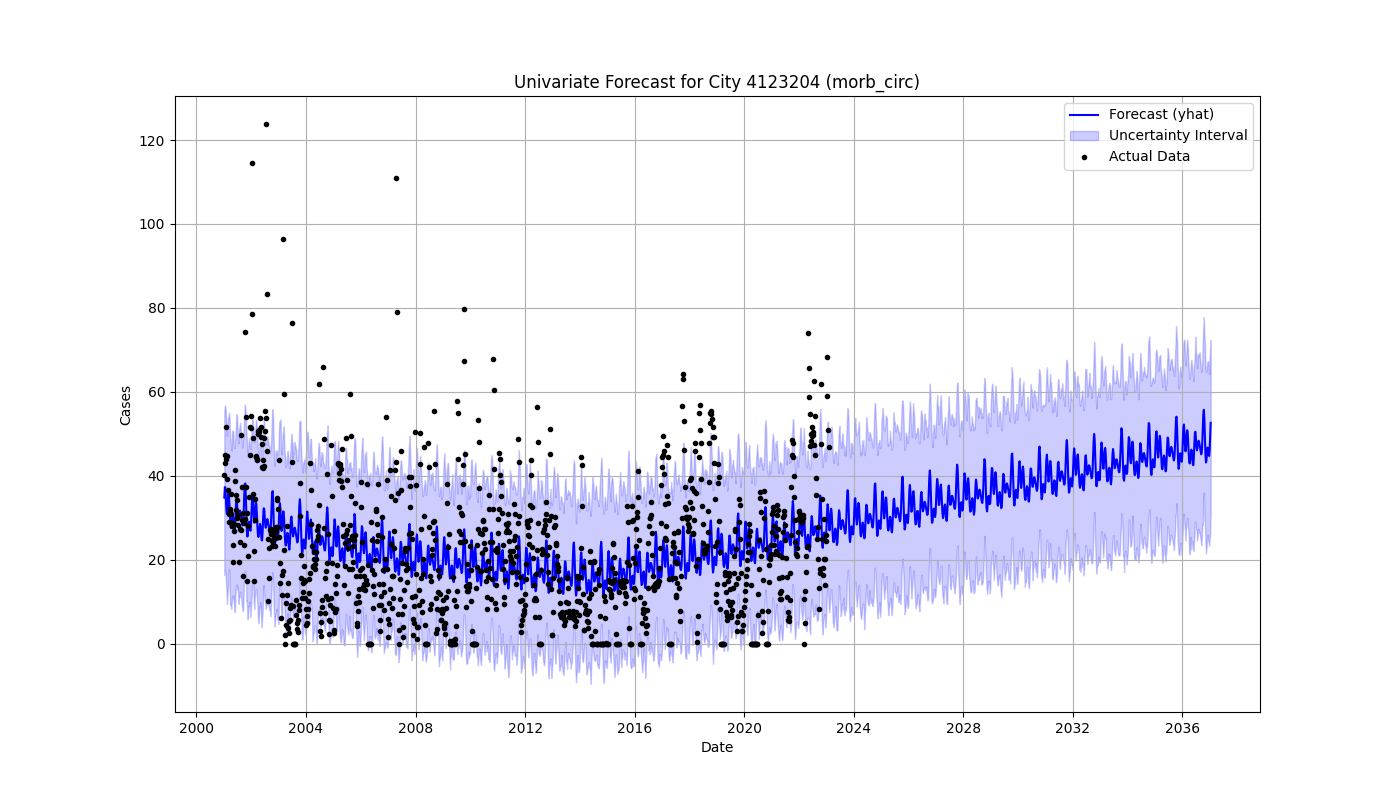 Univariate Forecast for City 4123204 (morb_circ)
Forecast (yhat)
Uncertainty Interval
Actual Data
120
100
80
60
40
20
0
Cases
2000 2004 2008 2012 2016 2020 2024 2028 2032 2036
Date